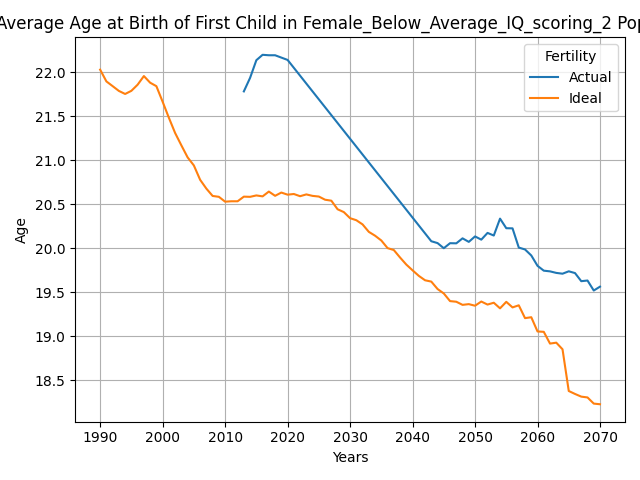 Average Age at Birth of First Child in Female_Below_Average_IQ_scoring_2 Pop
Fertility
Actual
Ideal
22.0
21.5
21.0
20.5
20.0
19.5
19.0
18.5
Age
1990 2000 2010 2020 2030 2040 2050 2060 2070
Years